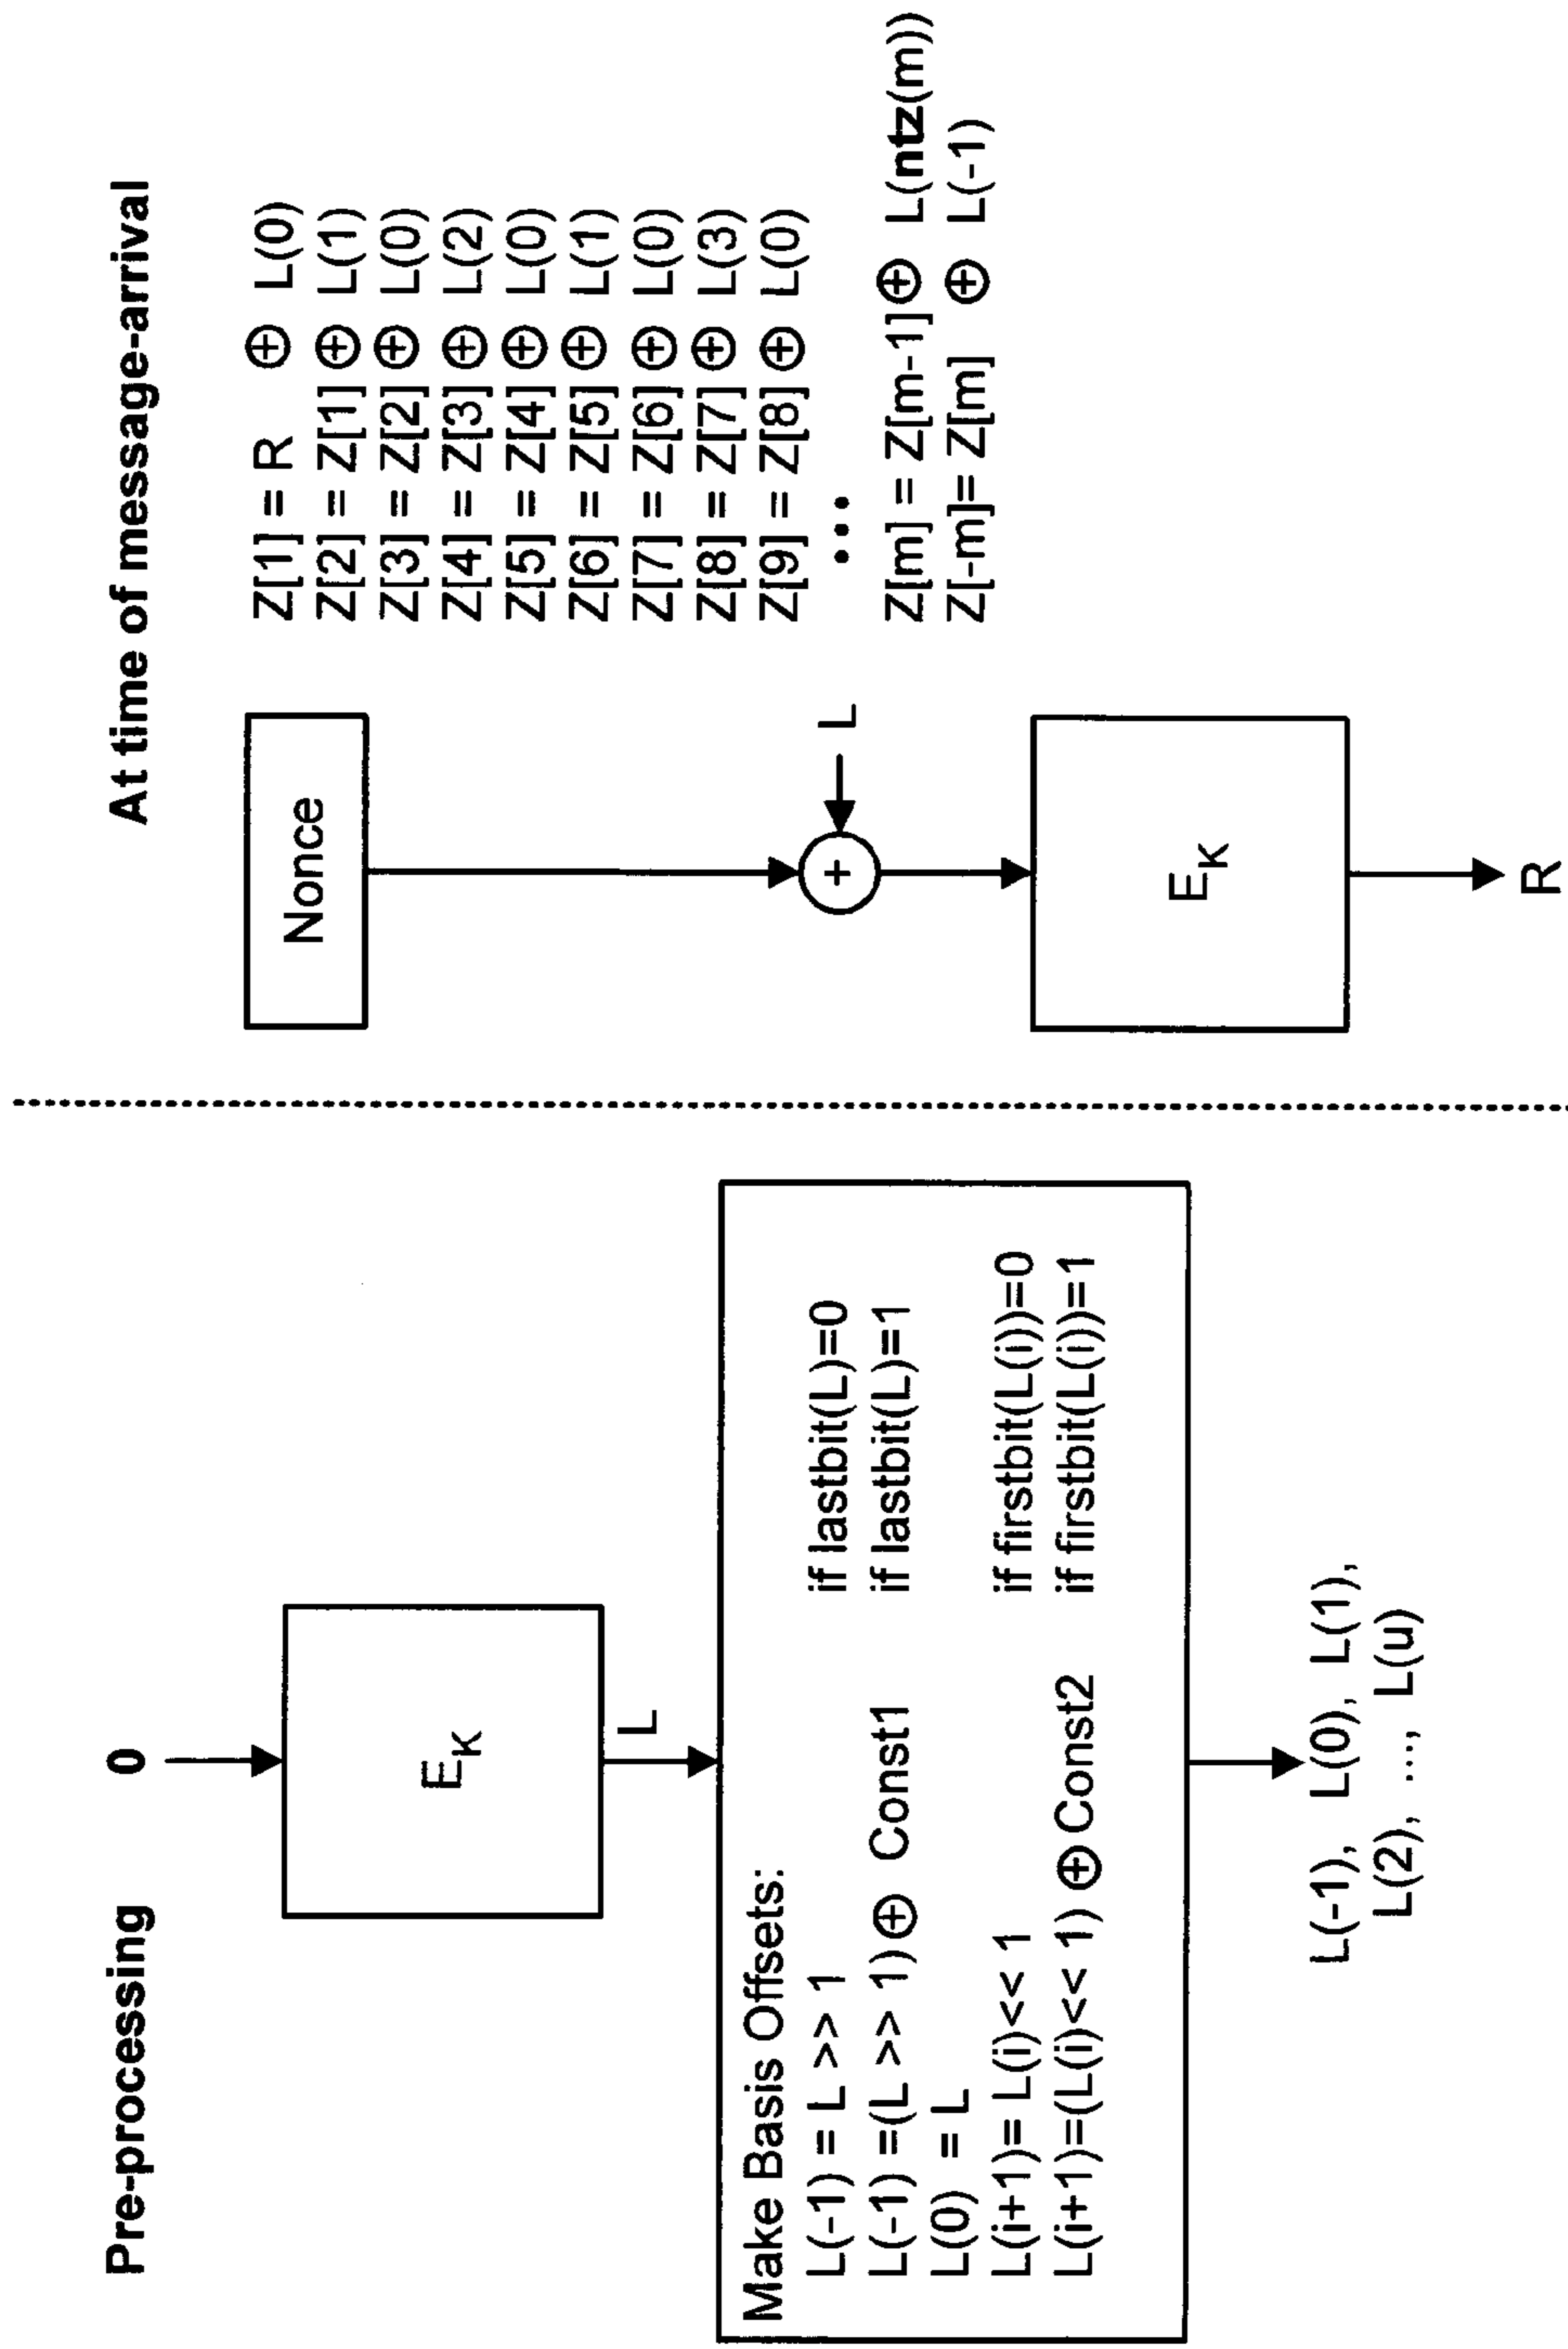 Pre-processing
0
E_K
L
Make Basis Offsets:
L(-1) = L >> 1 if lastbit(L)=0
L(-1) =(L >> 1)⊕ Const1 if lastbit(L)=1
L(0) = L
L(i+1)= L(i)<< 1 if firstbit(L(i))=0
L(i+1)=(L(i)<< 1) ⊕ Const2 if firstbit(L(i))=1
L(-1), L(0), L(1),
L(2), ..., L(u)
At time of message-arrival
Nonce
+
L
E_K
R
Z[1] = R ⊕ L(0)
Z[2] = Z[1] ⊕ L(1)
Z[3] = Z[2] ⊕ L(0)
Z[4] = Z[3] ⊕ L(2)
Z[5] = Z[4] ⊕ L(0)
Z[6] = Z[5] ⊕ L(1)
Z[7] = Z[6] ⊕ L(0)
Z[8] = Z[7] ⊕ L(3)
Z[9] = Z[8] ⊕ L(0)
...
Z[m] = Z[m-1]⊕ L(ntz(m))
Z[-m]= Z[m] ⊕ L(-1)